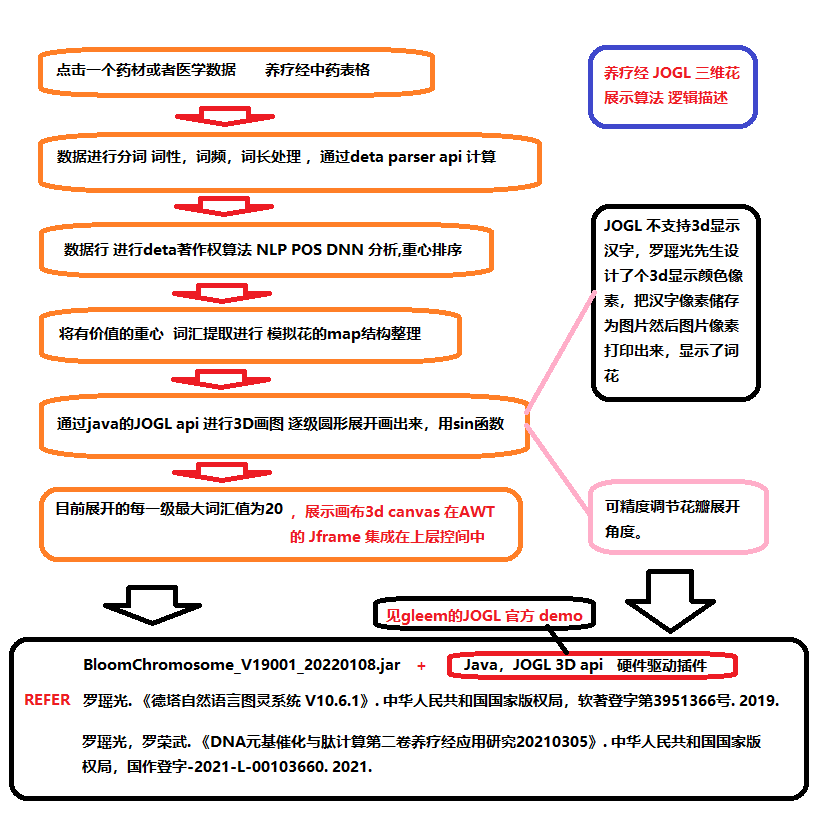 点击一个药材或者医学数据 养疗经中药表格
养疗经 JOGL 三维花
展示算法 逻辑描述
数据进行分词 词性，词频，词长处理 ，通过deta parser api 计算
数据行 进行deta著作权算法 NLP POS DNN 分析,重心排序
将有价值的重心 词汇提取进行 模拟花的map结构整理
通过java的JOGL api 进行3D画图 逐级圆形展开画出来，用sin函数
目前展开的每一级最大词汇值为20 ，展示画布3d canvas 在AWT
的 Jframe 集成在上层控间中
JOGL 不支持3d显示
汉字，罗瑶光先生设
计了个3d显示颜色像
素，把汉字像素储存
为图片然后图片像素
打印出来，显示了词
花
可精度调节花瓣展开
角度。
见gleem的JOGL 官方 demo
BloomChromosome_V19001_20220108.jar + Java，JOGL 3D api 硬件驱动插件
REFER 罗瑶光. 《德塔自然语言图灵系统 V10.6.1》. 中华人民共和国国家版权局，软著登字第3951366号. 2019.
罗瑶光，罗荣武. 《DNA元基催化与肽计算第二卷养疗经应用研究20210305》. 中华人民共和国国家版
权局，国作登字-2021-L-00103660. 2021.